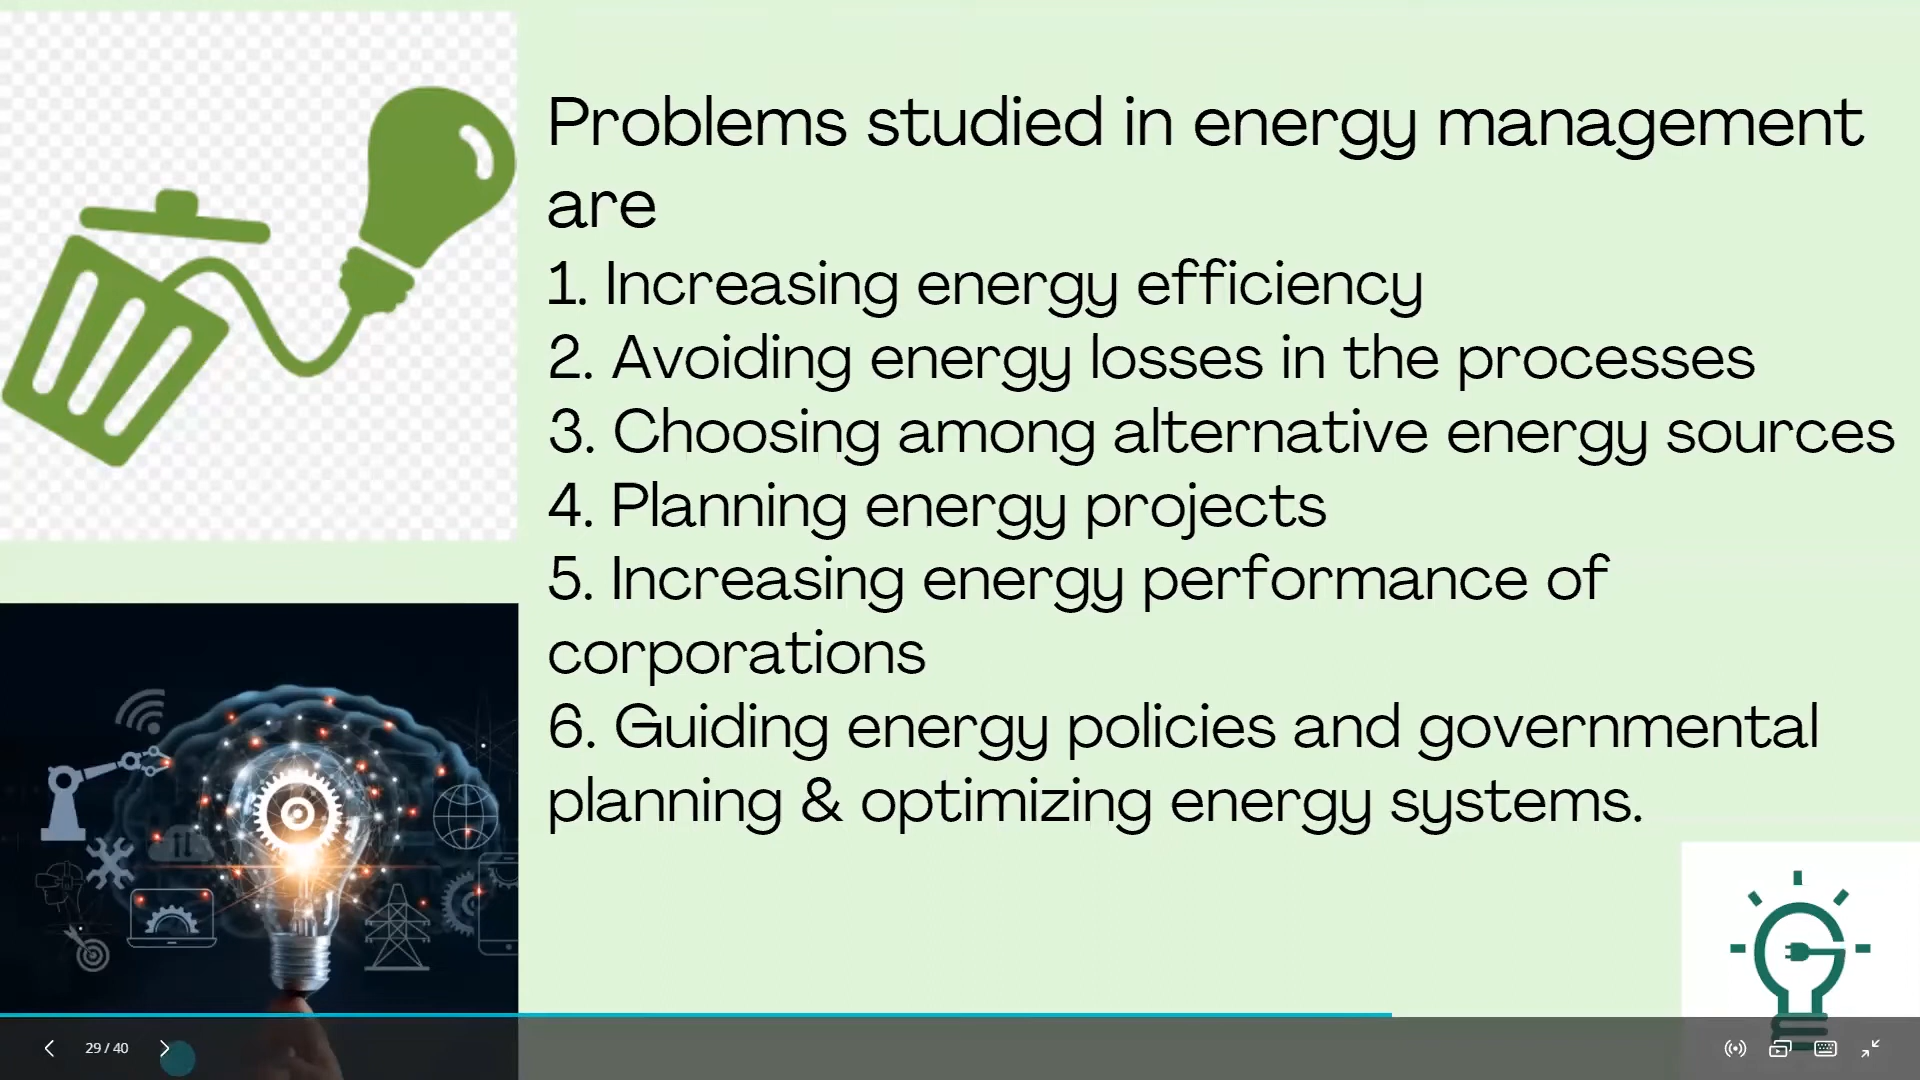 Problems studied in energy management
are
1. Increasing energy efficiency
2. Avoiding energy losses in the processes
3. Choosing among alternative energy sources
4. Planning energy projects
5. Increasing energy performance of
corporations
6. Guiding energy policies and governmental
planning & optimizing energy systems.
29 / 40